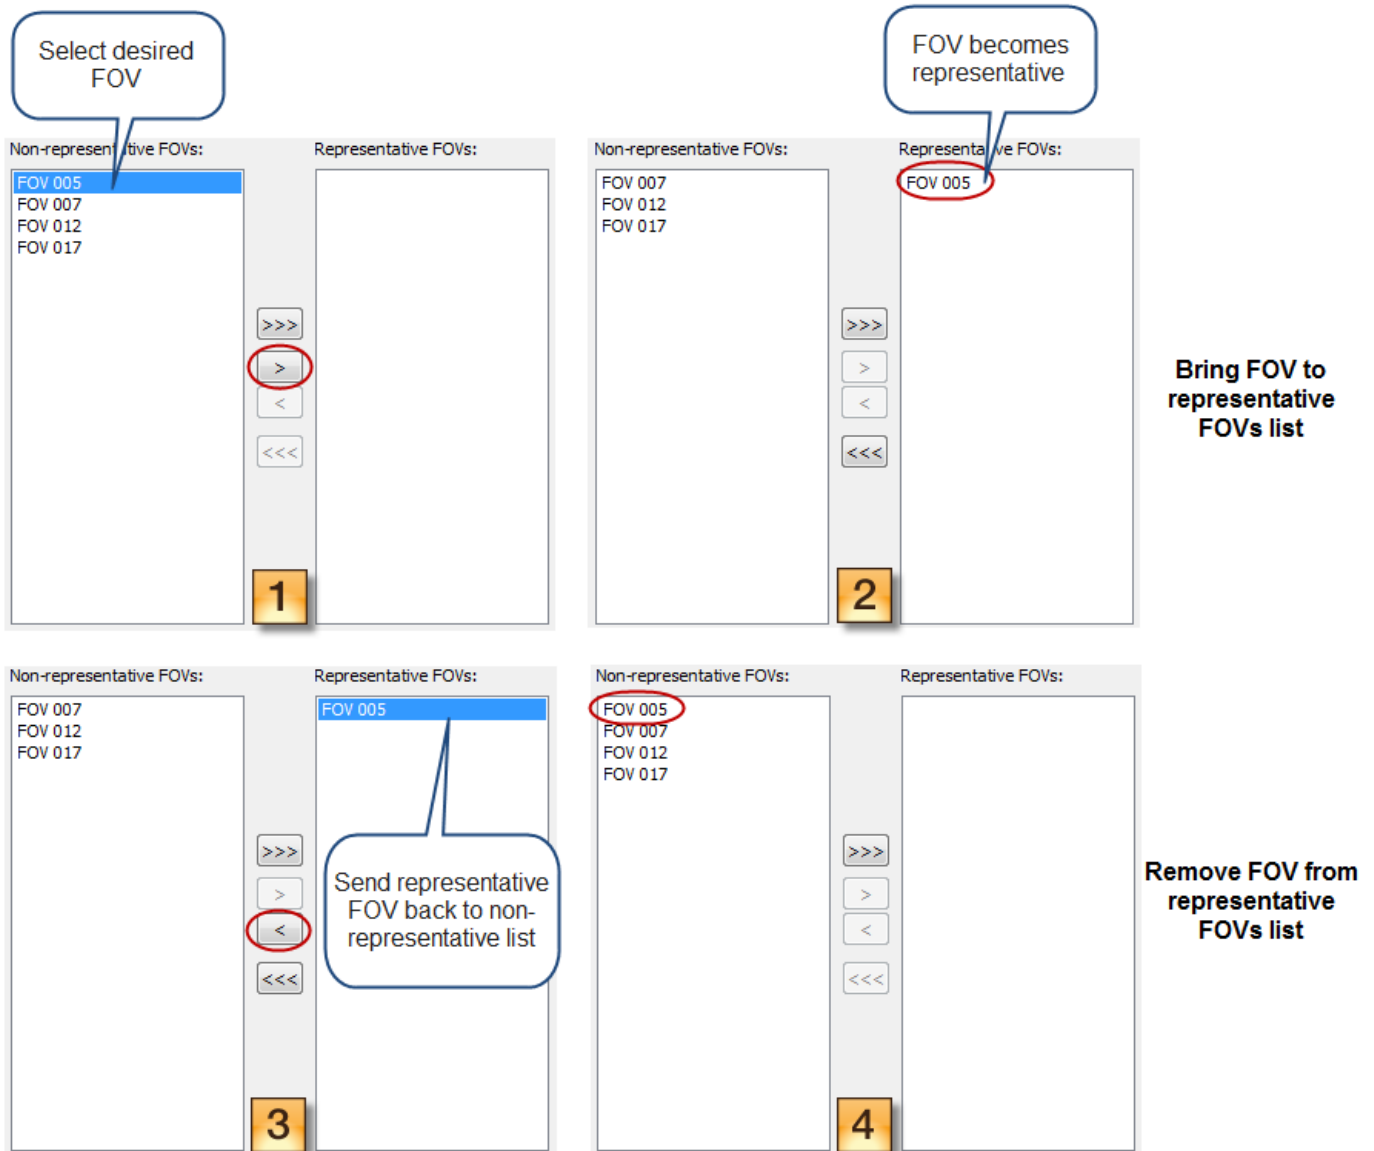 Select desired
FOV
FOV becomes
representative
Non-representative FOVs:
Representative FOVs:
FOV 005
FOV 007
FOV 012
FOV 017
>>>
>
<
<<<
1
Non-representative FOVs:
Representative FOVs:
FOV 007
FOV 012
FOV 017
FOV 005
>>>
>
<
<<<
2
Bring FOV to
representative
FOVs list
Non-representative FOVs:
Representative FOVs:
FOV 007
FOV 012
FOV 017
FOV 005
>>>
>
<
<<<
Send representative
FOV back to non-
representative list
3
Non-representative FOVs:
Representative FOVs:
FOV 005
FOV 007
FOV 012
FOV 017
>>>
>
<
<<<
4
Remove FOV from
representative
FOVs list